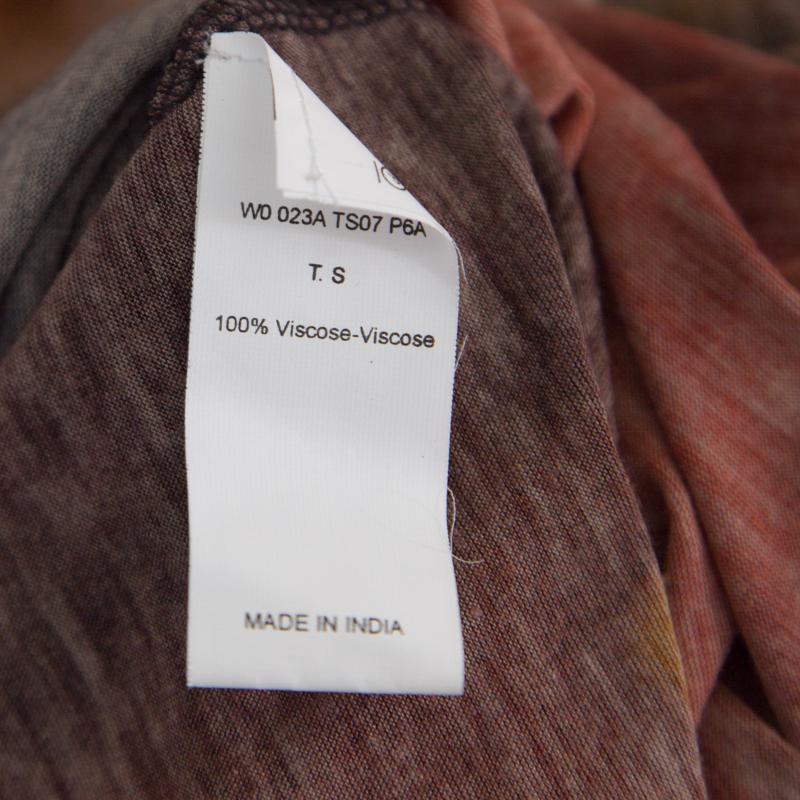 W0 023A TS07 P6A
T. S
100% Viscose-Viscose
MADE IN INDIA